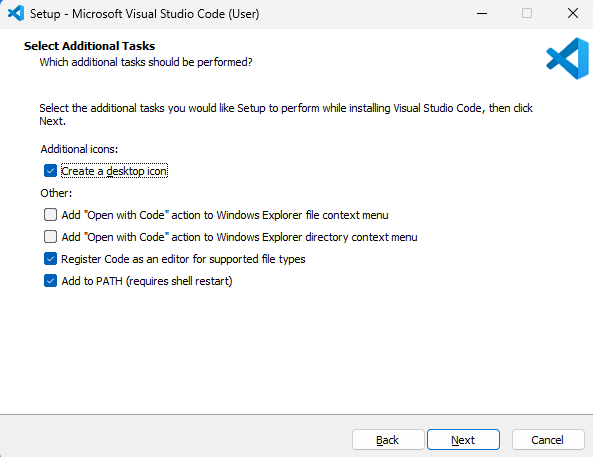 Setup - Microsoft Visual Studio Code (User)
Select Additional Tasks
Which additional tasks should be performed?
Select the additional tasks you would like Setup to perform while installing Visual Studio Code, then click
Next.
Additional icons:
Create a desktop icon
Other:
Add "Open with Code" action to Windows Explorer file context menu
Add "Open with Code" action to Windows Explorer directory context menu
Register Code as an editor for supported file types
Add to PATH (requires shell restart)
Back Next Cancel